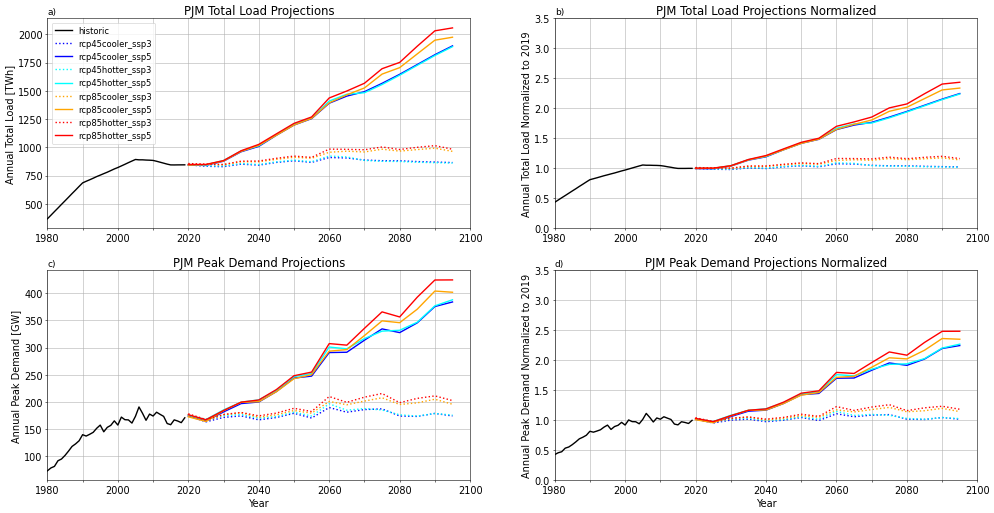 a)
PJM Total Load Projections
Annual Total Load [TWh]
2000
1750
1500
1250
1000
750
500
historic
rcp45cooler_ssp3
rcp45cooler_ssp5
rcp45hotter_ssp3
rcp45hotter_ssp5
rcp85cooler_ssp3
rcp85cooler_ssp5
rcp85hotter_ssp3
rcp85hotter_ssp5
1980 2000 2020 2040 2060 2080 2100
b)
PJM Total Load Projections Normalized
Annual Total Load Normalized to 2019
3.5
3.0
2.5
2.0
1.5
1.0
0.5
0.0
1980 2000 2020 2040 2060 2080 2100
c)
PJM Peak Demand Projections
Annual Peak Demand [GW]
400
350
300
250
200
150
100
1980 2000 2020 2040 2060 2080 2100
Year
d)
PJM Peak Demand Projections Normalized
Annual Peak Demand Normalized to 2019
3.5
3.0
2.5
2.0
1.5
1.0
0.5
0.0
1980 2000 2020 2040 2060 2080 2100
Year